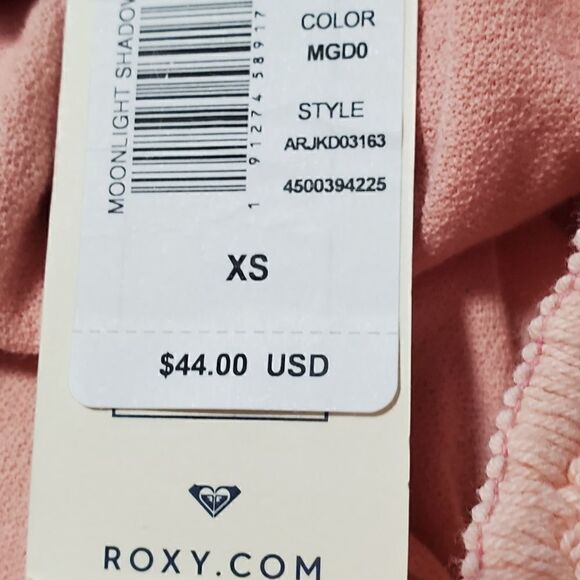 MOONLIGHT SHADOW
1 91274 58917
COLOR
MGD0
STYLE
ARJKD03163
4500394225
XS
$44.00 USD
ROXY.COM